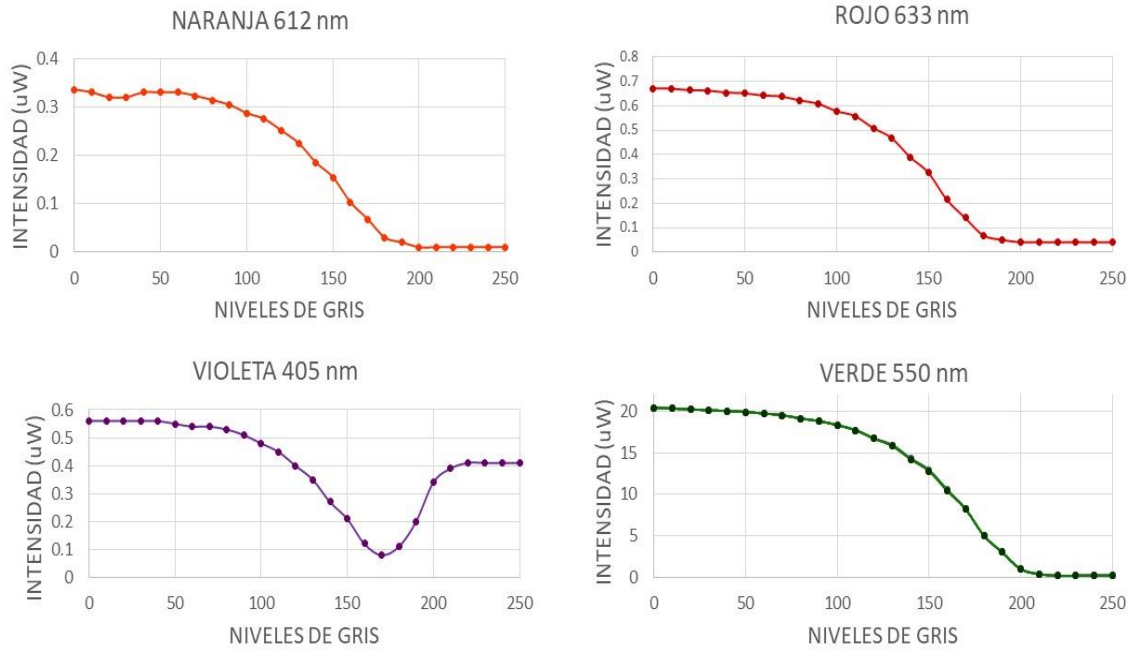 NARANJA 612 nm
INTENSIDAD (uW)
0.4
0.3
0.2
0.1
0
0 50 100 150 200 250
NIVELES DE GRIS
ROJO 633 nm
INTENSIDAD (uW)
0.8
0.7
0.6
0.5
0.4
0.3
0.2
0.1
0
0 50 100 150 200 250
NIVELES DE GRIS
VIOLETA 405 nm
INTENSIDAD (uW)
0.6
0.5
0.4
0.3
0.2
0.1
0
0 50 100 150 200 250
NIVELES DE GRIS
VERDE 550 nm
INTENSIDAD (uW)
20
15
10
5
0
0 50 100 150 200 250
NIVELES DE GRIS